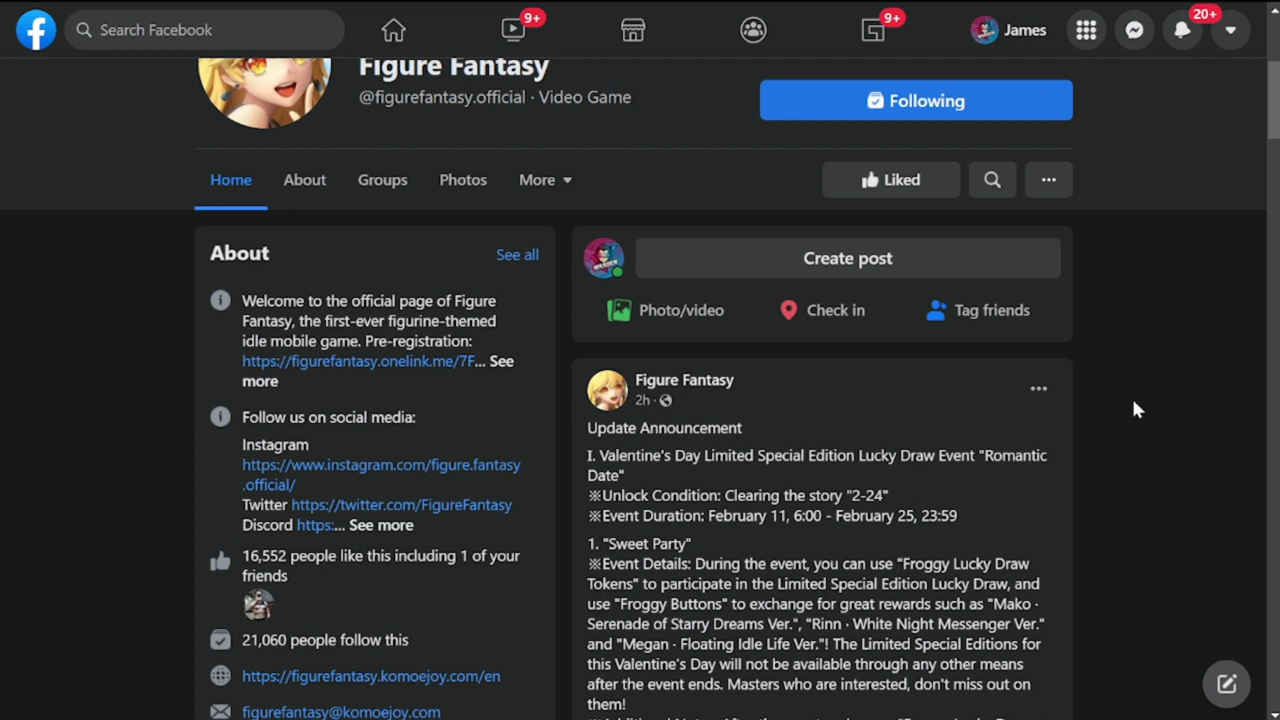 Search Facebook
9+
9+
James
20+
Figure Fantasy
@figurefantasy.official · Video Game
Following
Home
About
Groups
Photos
More
Liked
About
See all
Welcome to the official page of Figure
Fantasy, the first-ever figurine-themed
idle mobile game. Pre-registration:
https://figurefantasy.onelink.me/7F... See
more
Follow us on social media:
Instagram
https://www.instagram.com/figure.fantasy
.official/
Twitter https://twitter.com/FigureFantasy
Discord https:... See more
16,552 people like this including 1 of your
friends
21,060 people follow this
https://figurefantasy.komoejoy.com/en
figurefantasy@komoejoy.com
Create post
Photo/video
Check in
Tag friends
Figure Fantasy
2h ·
Update Announcement
I. Valentine's Day Limited Special Edition Lucky Draw Event "Romantic
Date"
※Unlock Condition: Clearing the story "2-24"
※Event Duration: February 11, 6:00 - February 25, 23:59
1. "Sweet Party"
※Event Details: During the event, you can use "Froggy Lucky Draw
Tokens" to participate in the Limited Special Edition Lucky Draw, and
use "Froggy Buttons" to exchange for great rewards such as "Mako ·
Serenade of Starry Dreams Ver.", "Rinn · White Night Messenger Ver."
and "Megan · Floating Idle Life Ver."! The Limited Special Editions for
this Valentine's Day will not be available through any other means
after the event ends. Masters who are interested, don't miss out on
them!